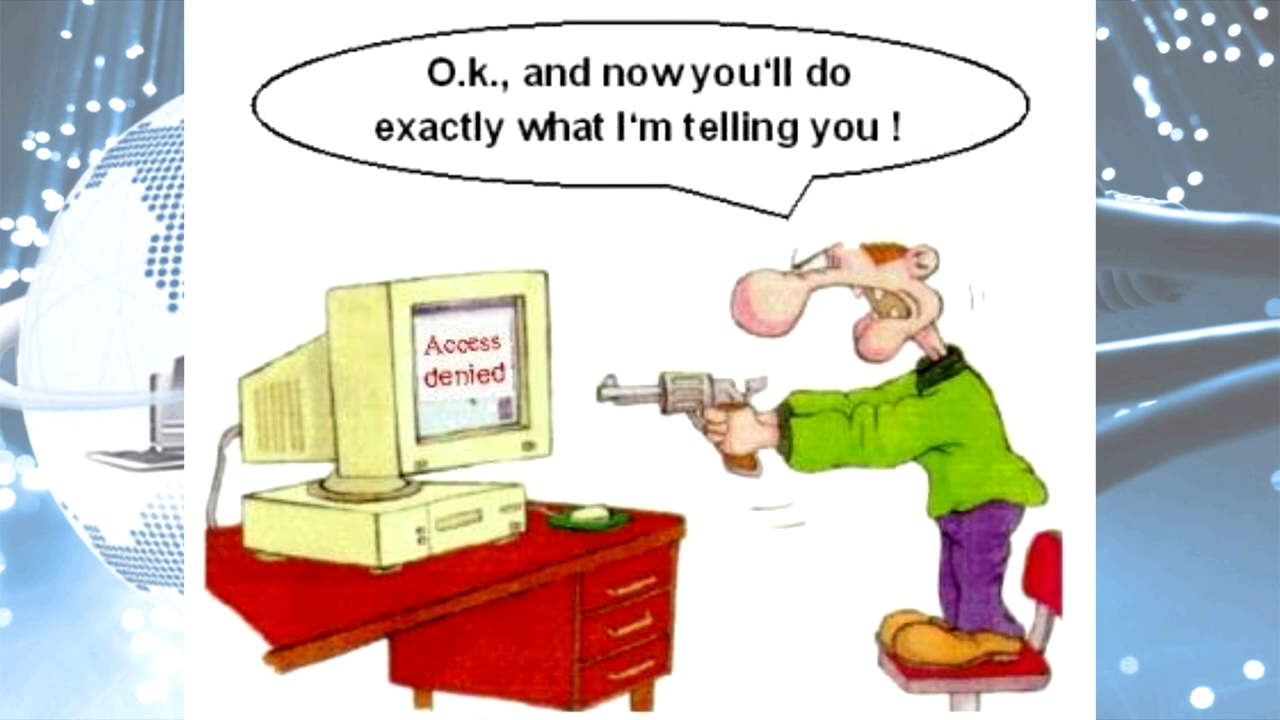 O.k., and now you‘ll do
exactly what I‘m telling you !
Access
denied